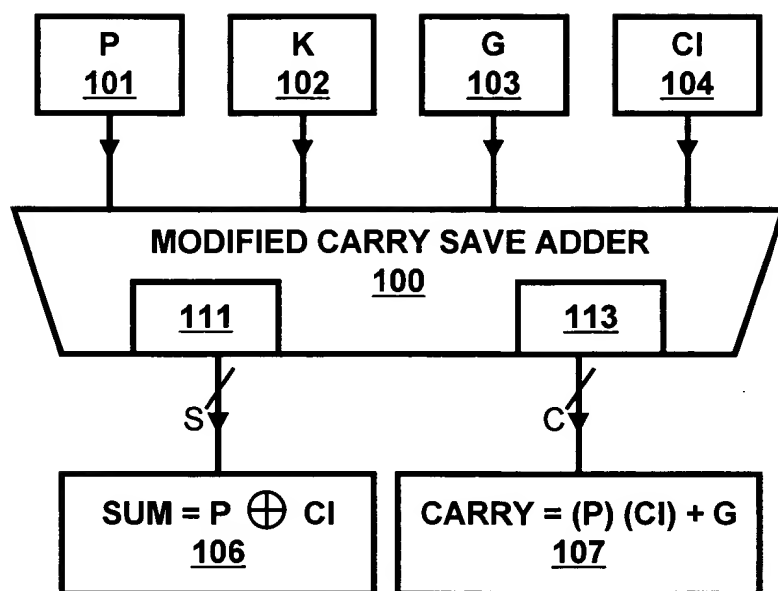 P
101
K
102
G
103
CI
104
MODIFIED CARRY SAVE ADDER
100
111
113
S
C
SUM = P ⊕ CI
106
CARRY = (P) (CI) + G
107